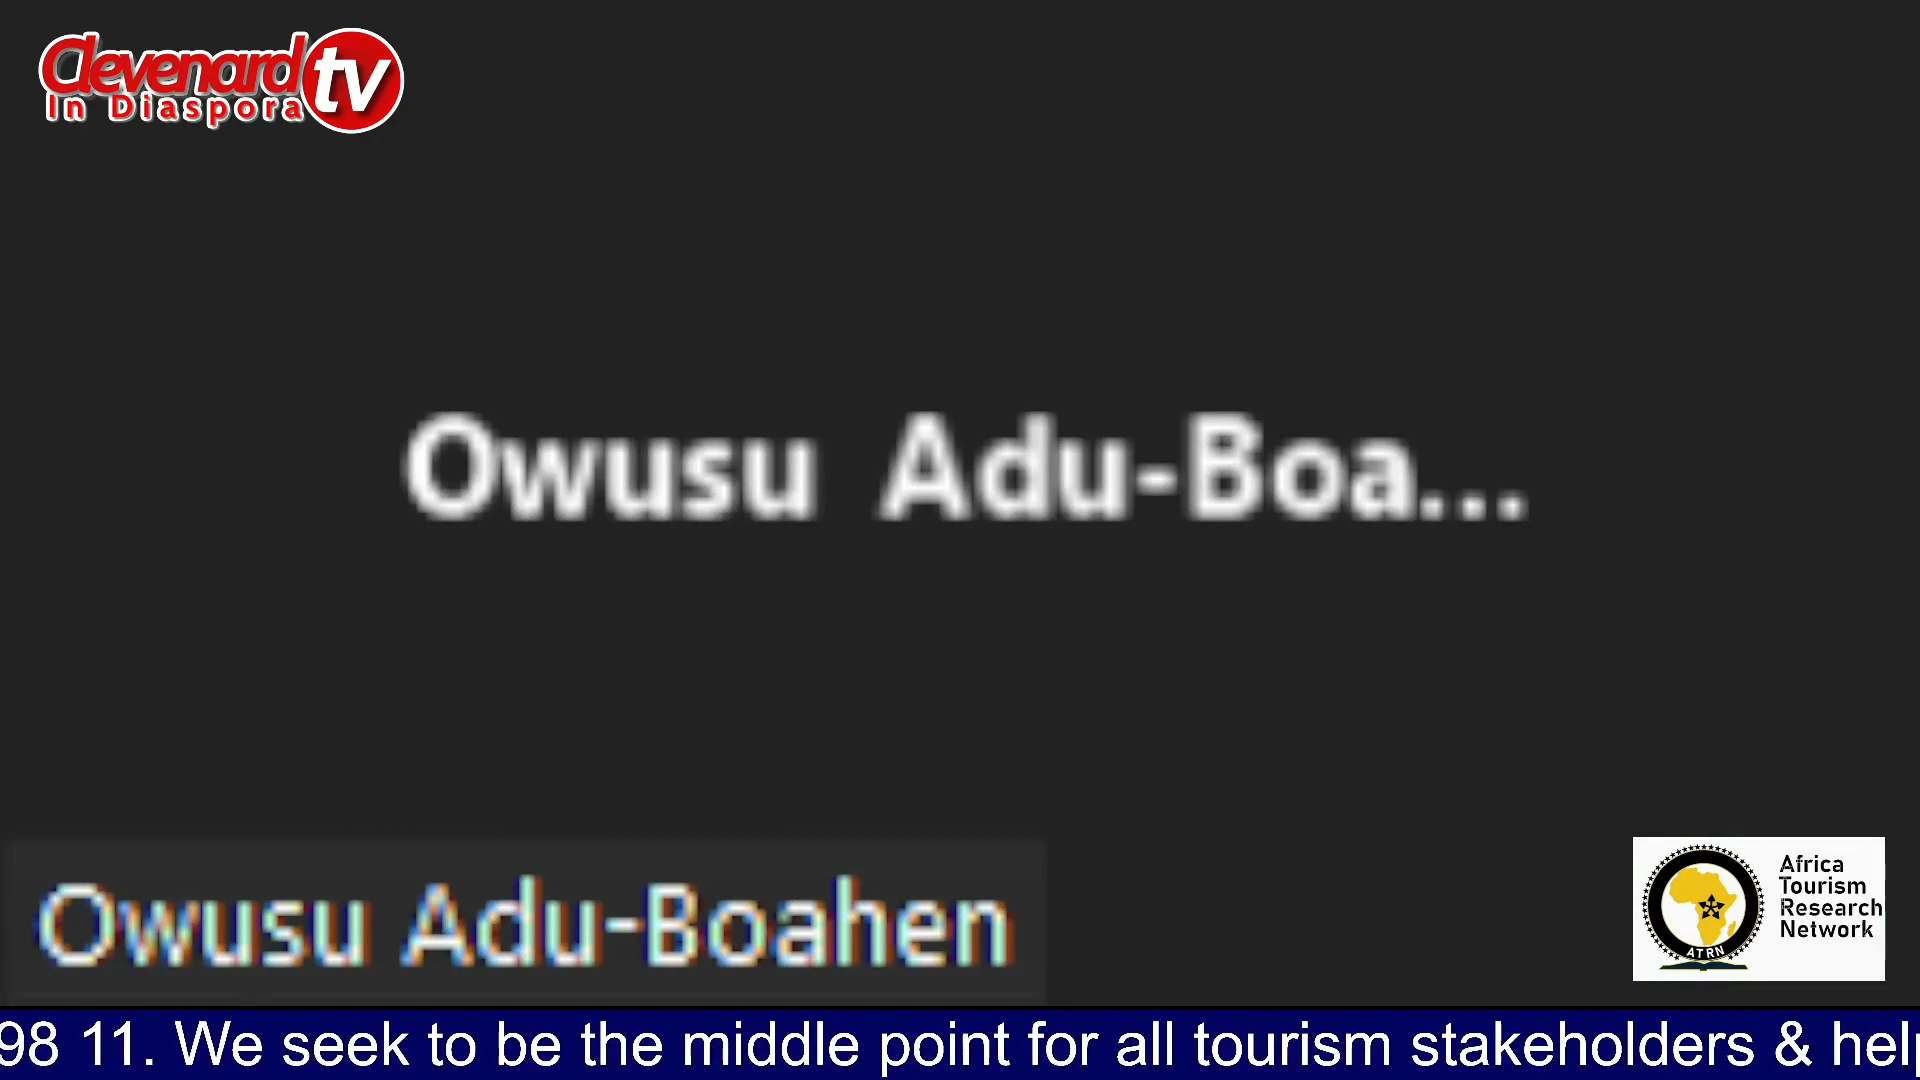 Clevenard tv
In Diaspora
Owusu Adu-Boa...
Owusu Adu-Boahen
Africa
Tourism
Research
Network
ATRN
98 11. We seek to be the middle point for all tourism stakeholders & help